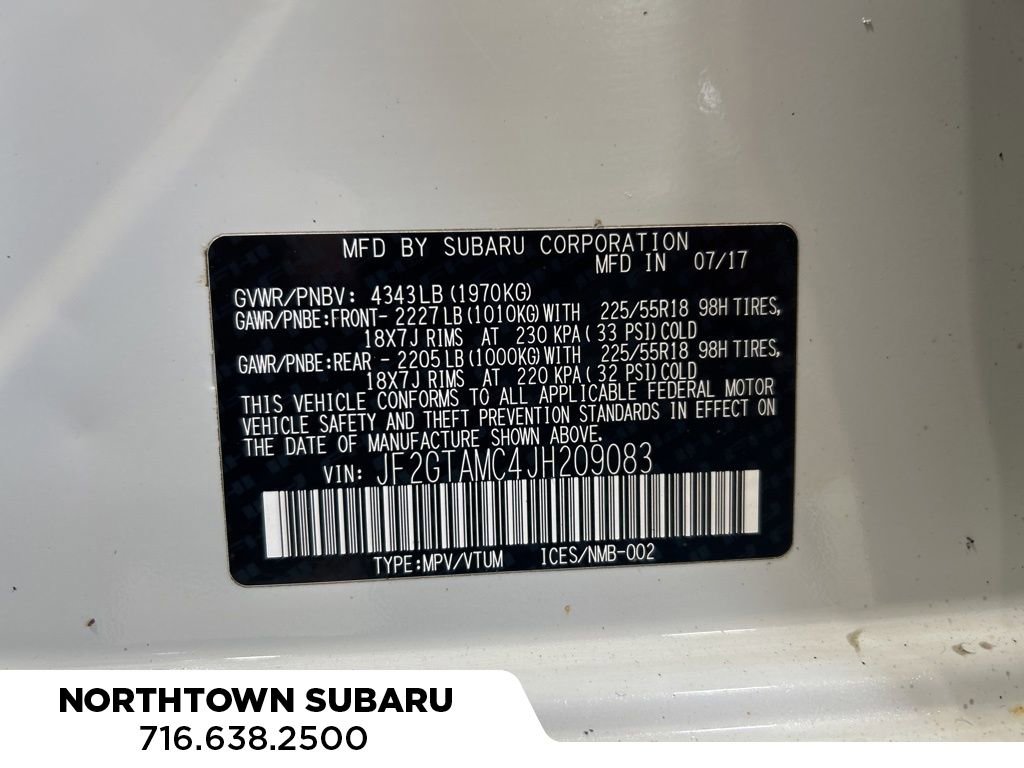 MFD BY SUBARU CORPORATION
MFD IN 07/17
GVWR/PNBV: 4343LB (1970KG)
GAWR/PNBE:FRONT- 2227LB (1010KG) WITH 225/55R18 98H TIRES,
18X7J RIMS AT 230 KPA ( 33 PSI) COLD
GAWR/PNBE:REAR - 2205LB (1000KG) WITH 225/55R18 98H TIRES,
18X7J RIMS AT 220 KPA ( 32 PSI) COLD
THIS VEHICLE CONFORMS TO ALL APPLICABLE FEDERAL MOTOR
VEHICLE SAFETY AND THEFT PREVENTION STANDARDS IN EFFECT ON
THE DATE OF MANUFACTURE SHOWN ABOVE.
VIN: JF2GTAMC4JH209083
TYPE:MPV/VTUM ICES/NMB-002
NORTHTOWN SUBARU
716.638.2500